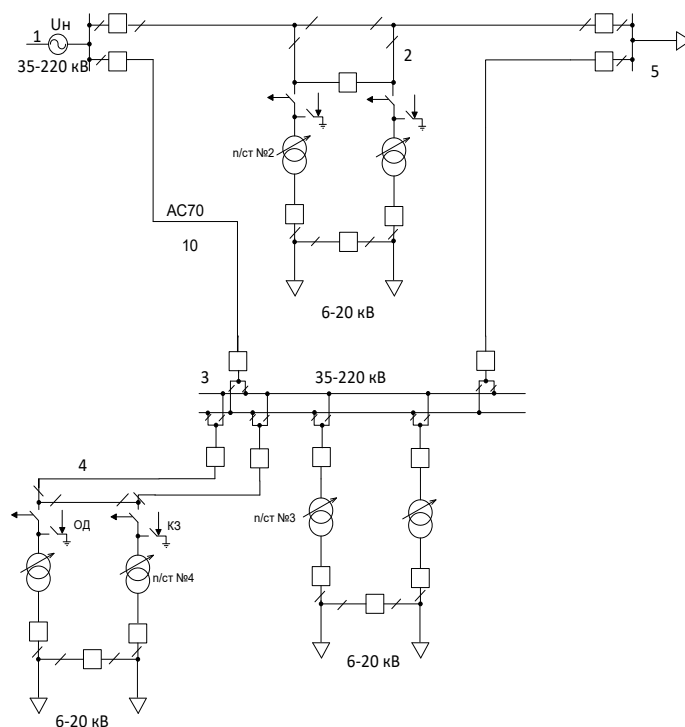 Uн
1
35-220 кВ
2
5
п/ст №2
АС70
10
6-20 кВ
3
35-220 кВ
4
ОД
КЗ
п/ст №3
п/ст №4
6-20 кВ
6-20 кВ